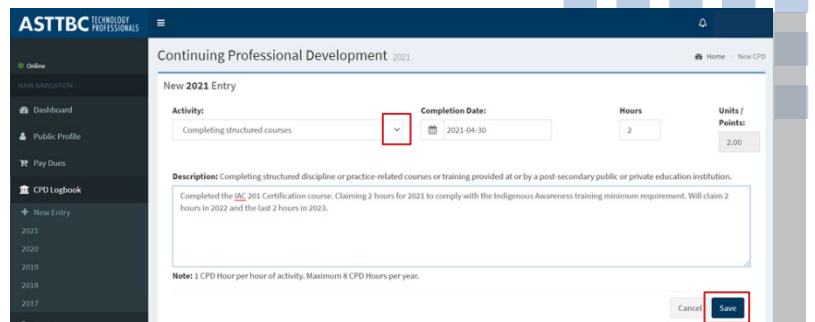 ASTTBC TECHNOLOGY PROFESSIONALS
Continuing Professional Development 2021
Home > New CPD
Online
MAIN NAVIGATION
Dashboard
Public Profile
Pay Dues
CPD Logbook
New Entry
2021
2020
2019
2018
2017
New 2021 Entry
Activity:
Completion Date:
Hours
Units / Points:
Completing structured courses
2021-04-30
2
2.00
Description: Completing structured discipline or practice-related courses or training provided at or by a post-secondary public or private education institution.
Completed the IAC 201 Certification course. Claiming 2 hours for 2021 to comply with the Indigenous Awareness training minimum requirement. Will claim 2
hours in 2022 and the last 2 hours in 2023.
Note: 1 CPD Hour per hour of activity. Maximum 8 CPD Hours per year.
Cancel
Save